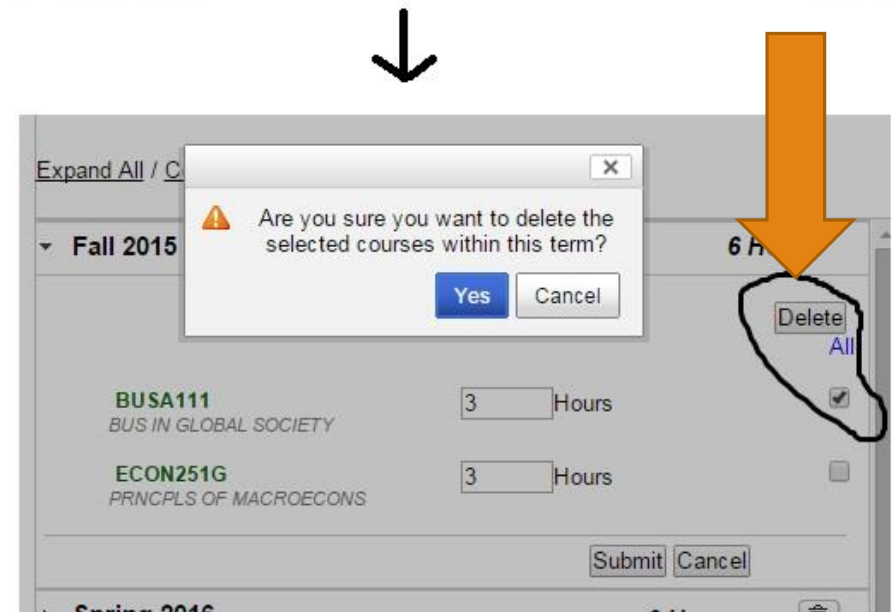 Expand All / C
Are you sure you want to delete the
selected courses within this term?
Yes Cancel
Fall 2015 6 H
Delete
All
BUSA111 3 Hours
BUS IN GLOBAL SOCIETY
ECON251G 3 Hours
PRNCPLS OF MACROECONS
Submit Cancel
Spring 2016